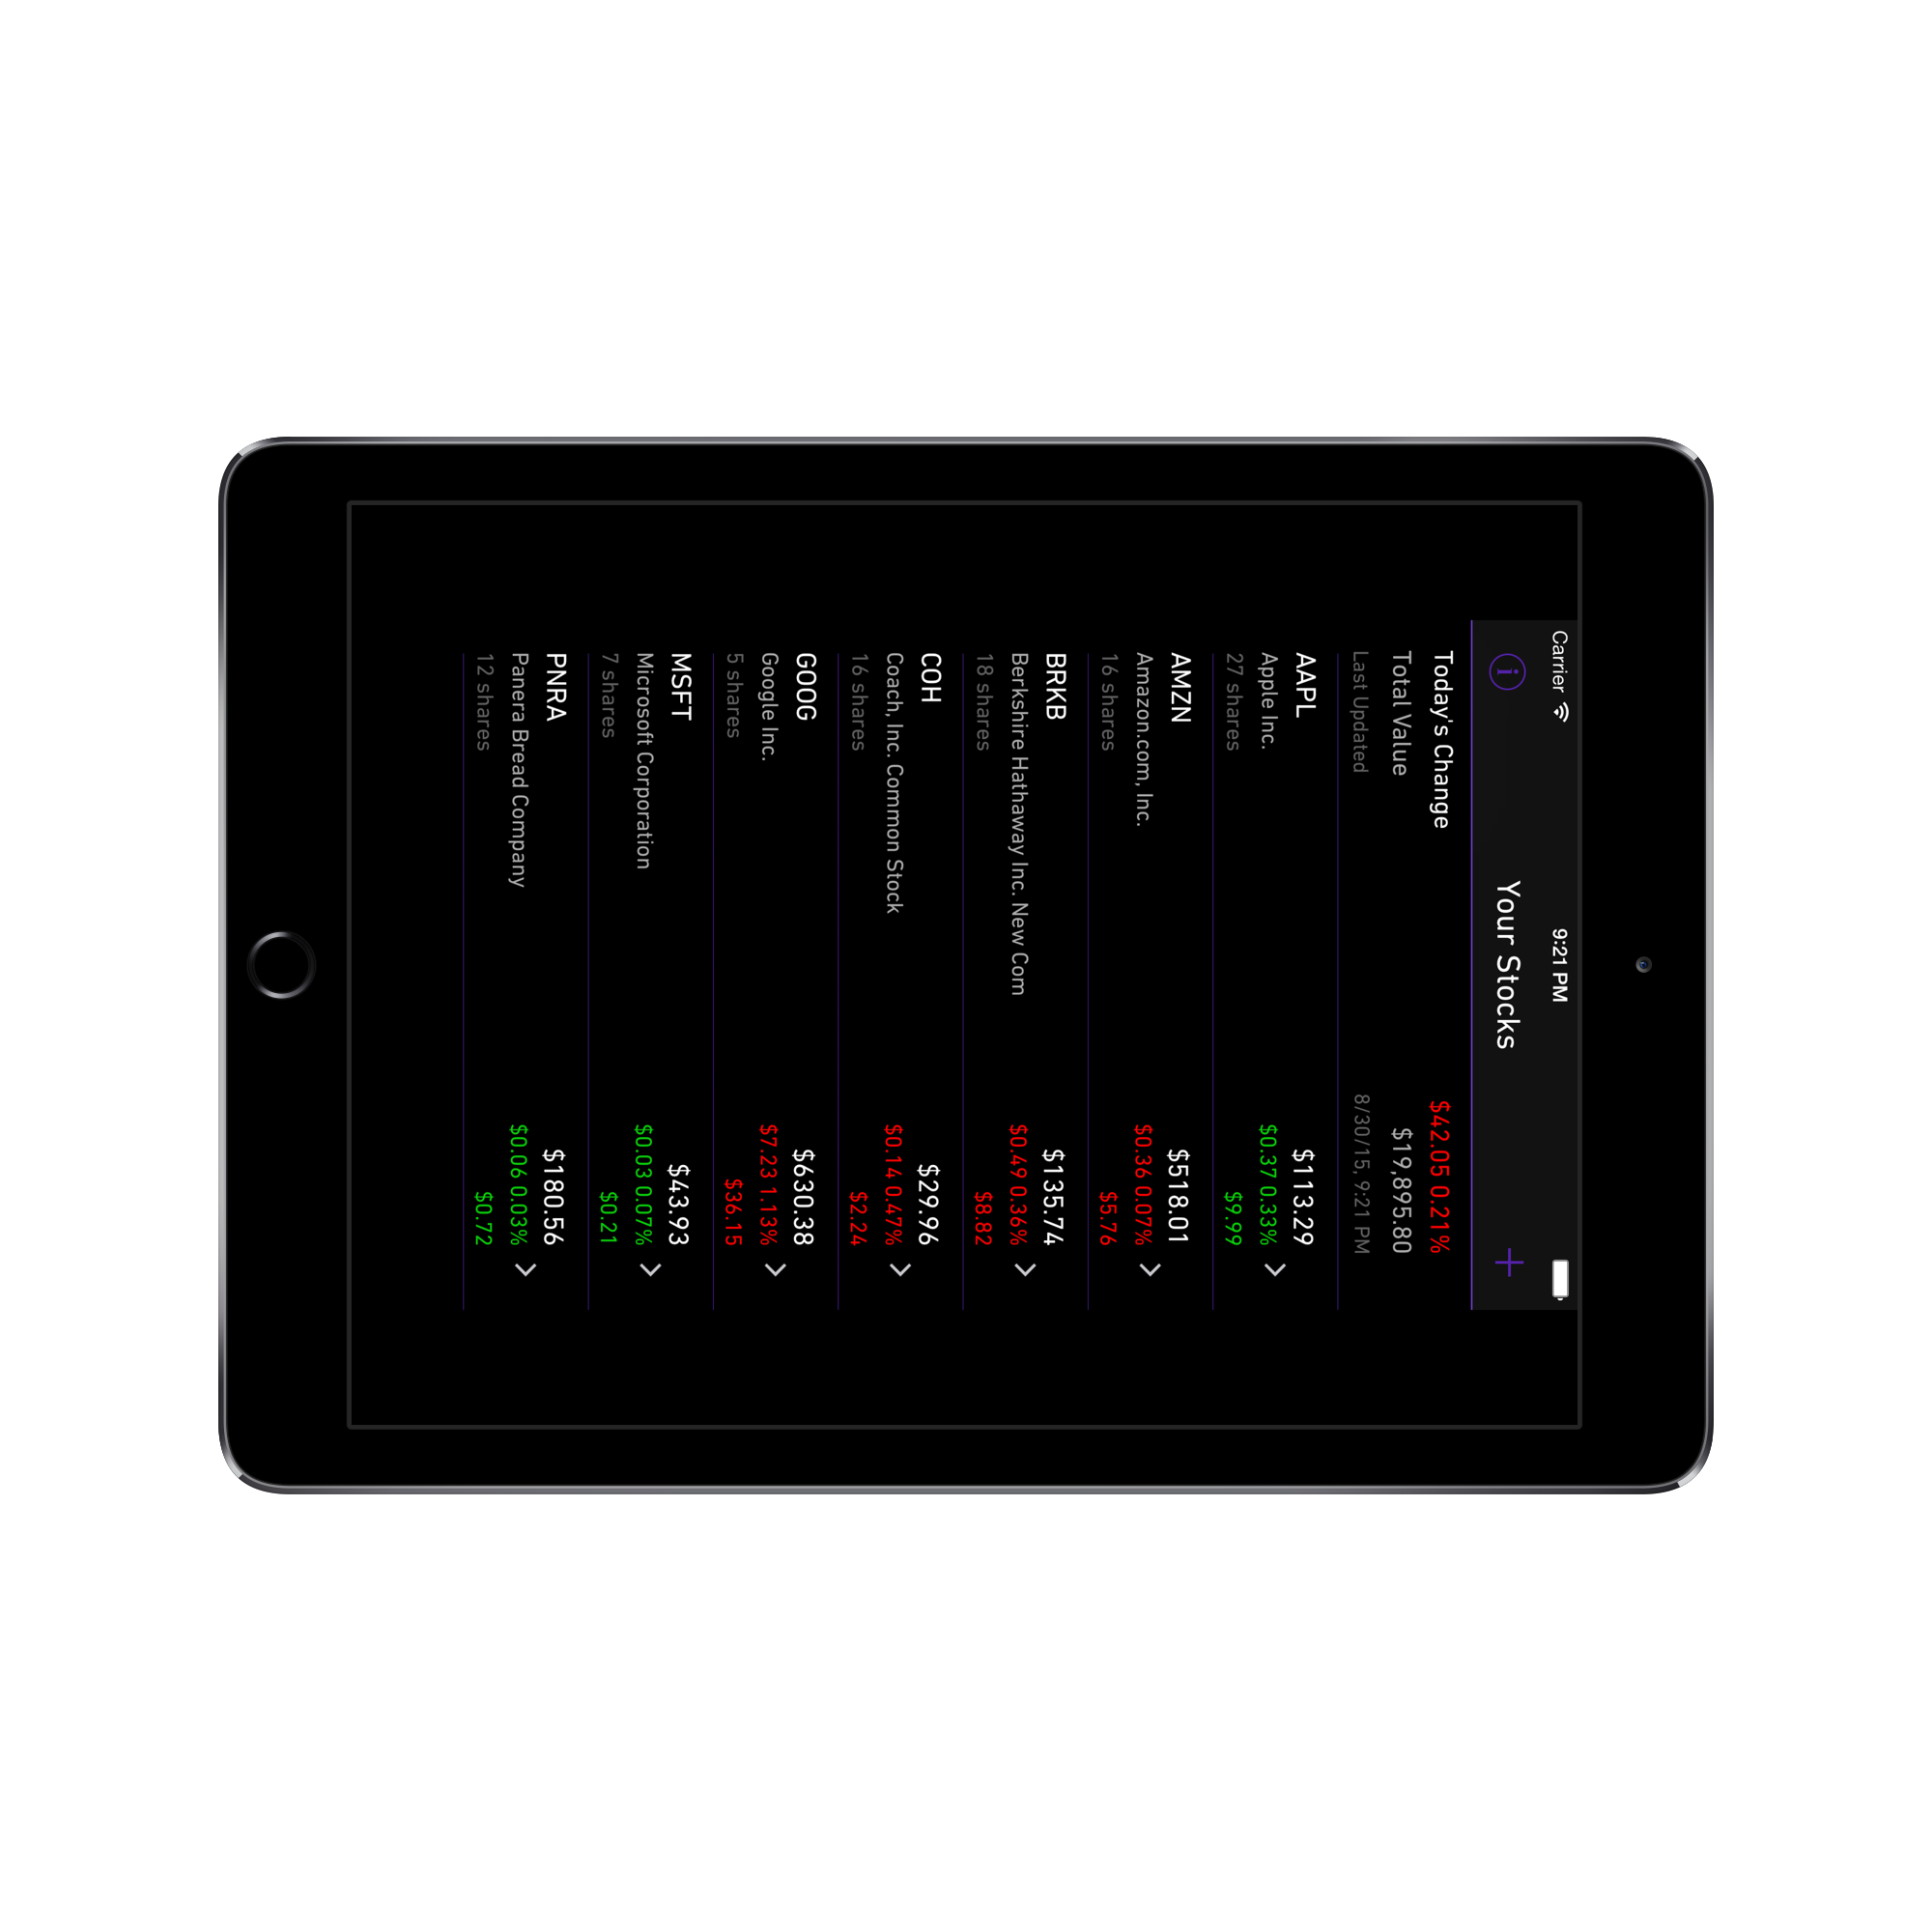 Carrier 9:21 PM
i Your Stocks +
Today's Change $42.05 0.21%
Total Value $19,895.80
Last Updated 8/30/15, 9:21 PM
AAPL $113.29
Apple Inc. $0.37 0.33%
27 shares $9.99
AMZN $518.01
Amazon.com, Inc. $0.36 0.07%
16 shares $5.76
BRKB $135.74
Berkshire Hathaway Inc. New Com $0.49 0.36%
18 shares $8.82
COH $29.96
Coach, Inc. Common Stock $0.14 0.47%
16 shares $2.24
GOOG $630.38
Google Inc. $7.23 1.13%
5 shares $36.15
MSFT $43.93
Microsoft Corporation $0.03 0.07%
7 shares $0.21
PNRA $180.56
Panera Bread Company $0.06 0.03%
12 shares $0.72